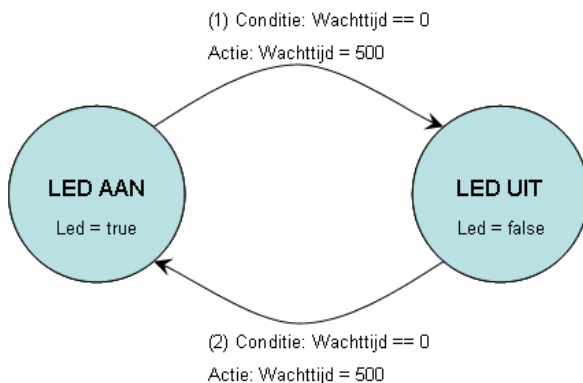 (1) Conditie: Wachttijd == 0
Actie: Wachttijd = 500
LED AAN
Led = true
LED UIT
Led = false
(2) Conditie: Wachttijd == 0
Actie: Wachttijd = 500